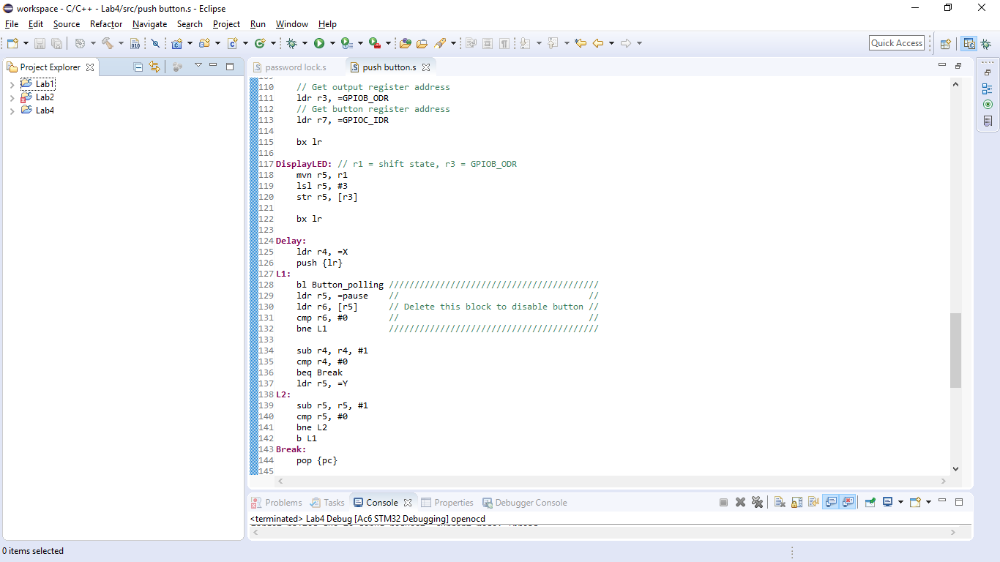 workspace - C/C++ - Lab4/src/push button.s - Eclipse
File Edit Source Refactor Navigate Search Project Run Window Help
Quick Access
Project Explorer
Lab1
Lab2
Lab4
password lock.s push button.s
110 // Get output register address
111 ldr r3, =GPIOB_ODR
112 // Get button register address
113 ldr r7, =GPIOC_IDR
114
115 bx lr
116
117 DisplayLED: // r1 = shift state, r3 = GPIOB_ODR
118 mvn r5, r1
119 lsl r5, #3
120 str r5, [r3]
121
122 bx lr
123
124 Delay:
125 ldr r4, =X
126 push {lr}
127 L1:
128 bl Button_polling /////////////////////////////////////////
129 ldr r5, =pause // //
130 ldr r6, [r5] // Delete this block to disable button //
131 cmp r6, #0 // //
132 bne L1 /////////////////////////////////////////
133
134 sub r4, r4, #1
135 cmp r4, #0
136 beq Break
137 ldr r5, =Y
138 L2:
139 sub r5, r5, #1
140 cmp r5, #0
141 bne L2
142 b L1
143 Break:
144 pop {pc}
145
Problems Tasks Console Properties Debugger Console
<terminated> Lab4 Debug [Ac6 STM32 Debugging] openocd
0 items selected